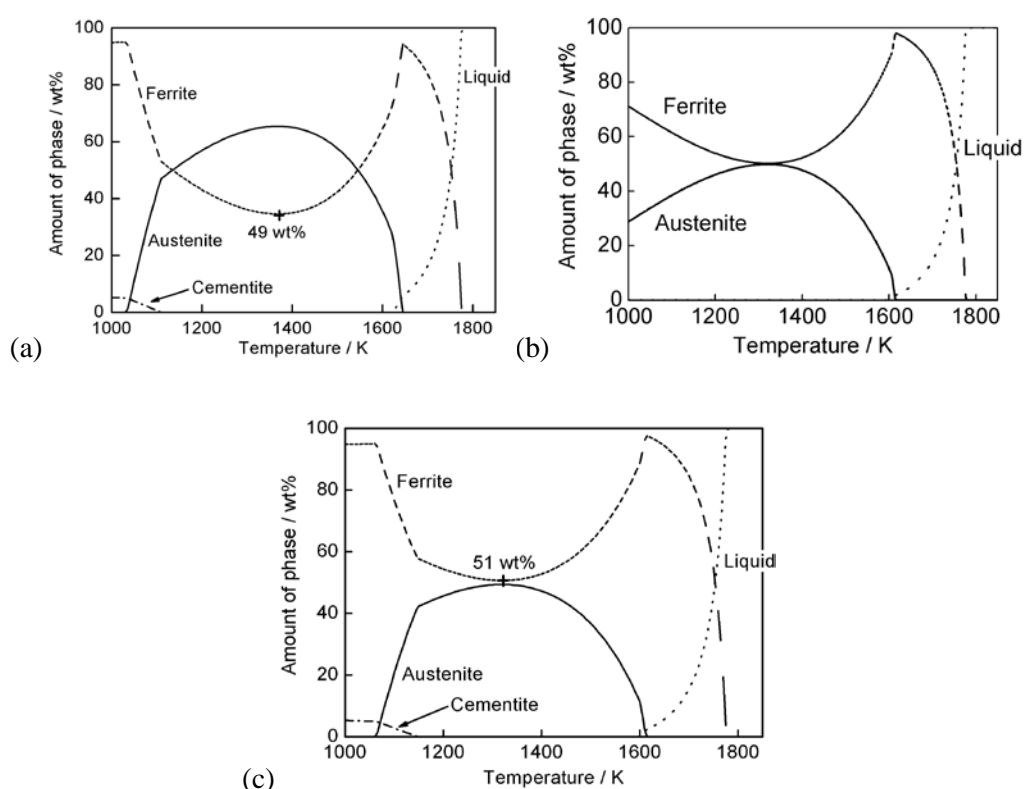 100
80
60
40
20
0
Amount of phase / wt%
Ferrite
Liquid
Austenite
49 wt%
Cementite
1000 1200 1400 1600 1800
Temperature / K
(a)
100
80
60
40
20
0
Amount of phase / wt%
Ferrite
Liquid
Austenite
1000 1200 1400 1600 1800
Temperature / K
(b)
100
80
60
40
20
0
Amount of phase / wt%
Ferrite
51 wt%
Liquid
Austenite
Cementite
1000 1200 1400 1600 1800
Temperature / K
(c)